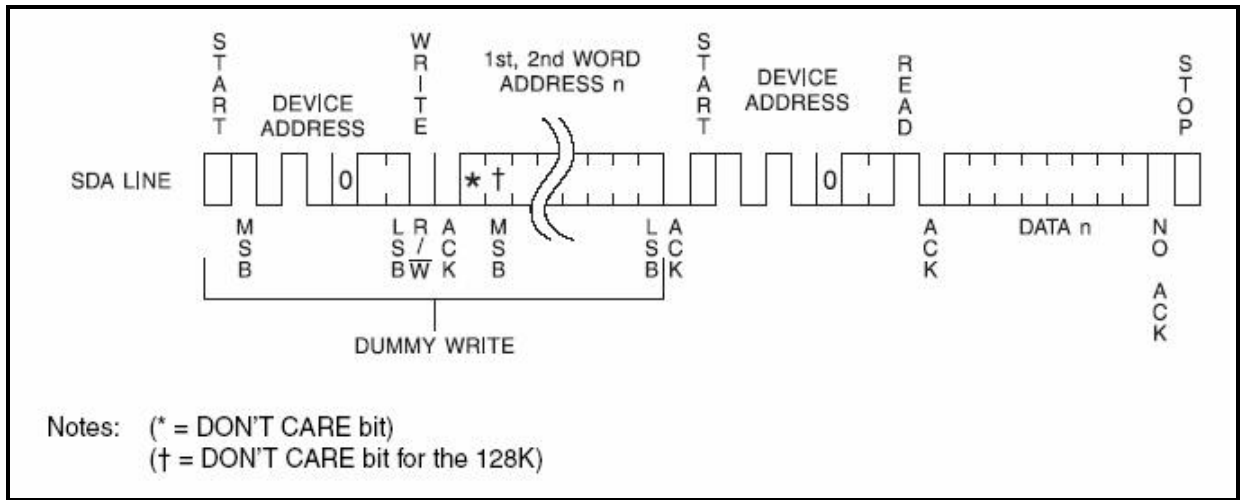 START
WRITE
1st, 2nd WORD
ADDRESS n
START
READ
STOP
DEVICE
ADDRESS
DEVICE
ADDRESS
SDA LINE
0
* †
0
MSB
LSB
R/W
ACK
MSB
LSB
ACK
ACK
DATA n
NO ACK
DUMMY WRITE
Notes: (* = DON'T CARE bit)
(† = DON'T CARE bit for the 128K)